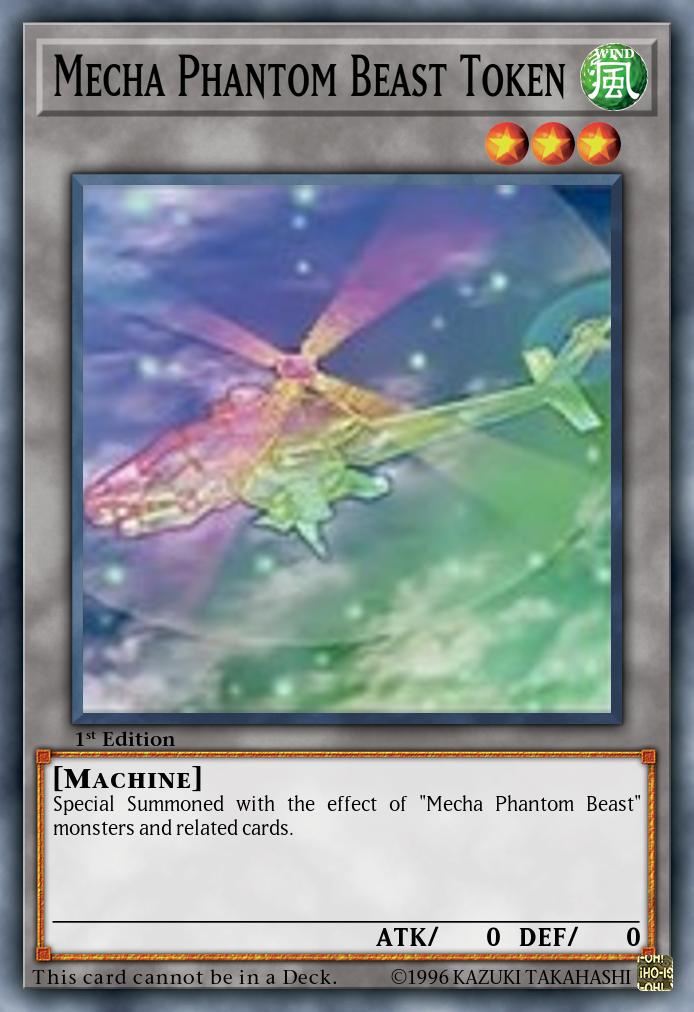 Mecha Phantom Beast Token
WIND
風
1st Edition
[Machine]
Special Summoned with the effect of "Mecha Phantom Beast"
monsters and related cards.
ATK/ 0 DEF/ 0
This card cannot be in a Deck. ©1996 KAZUKI TAKAHASHI